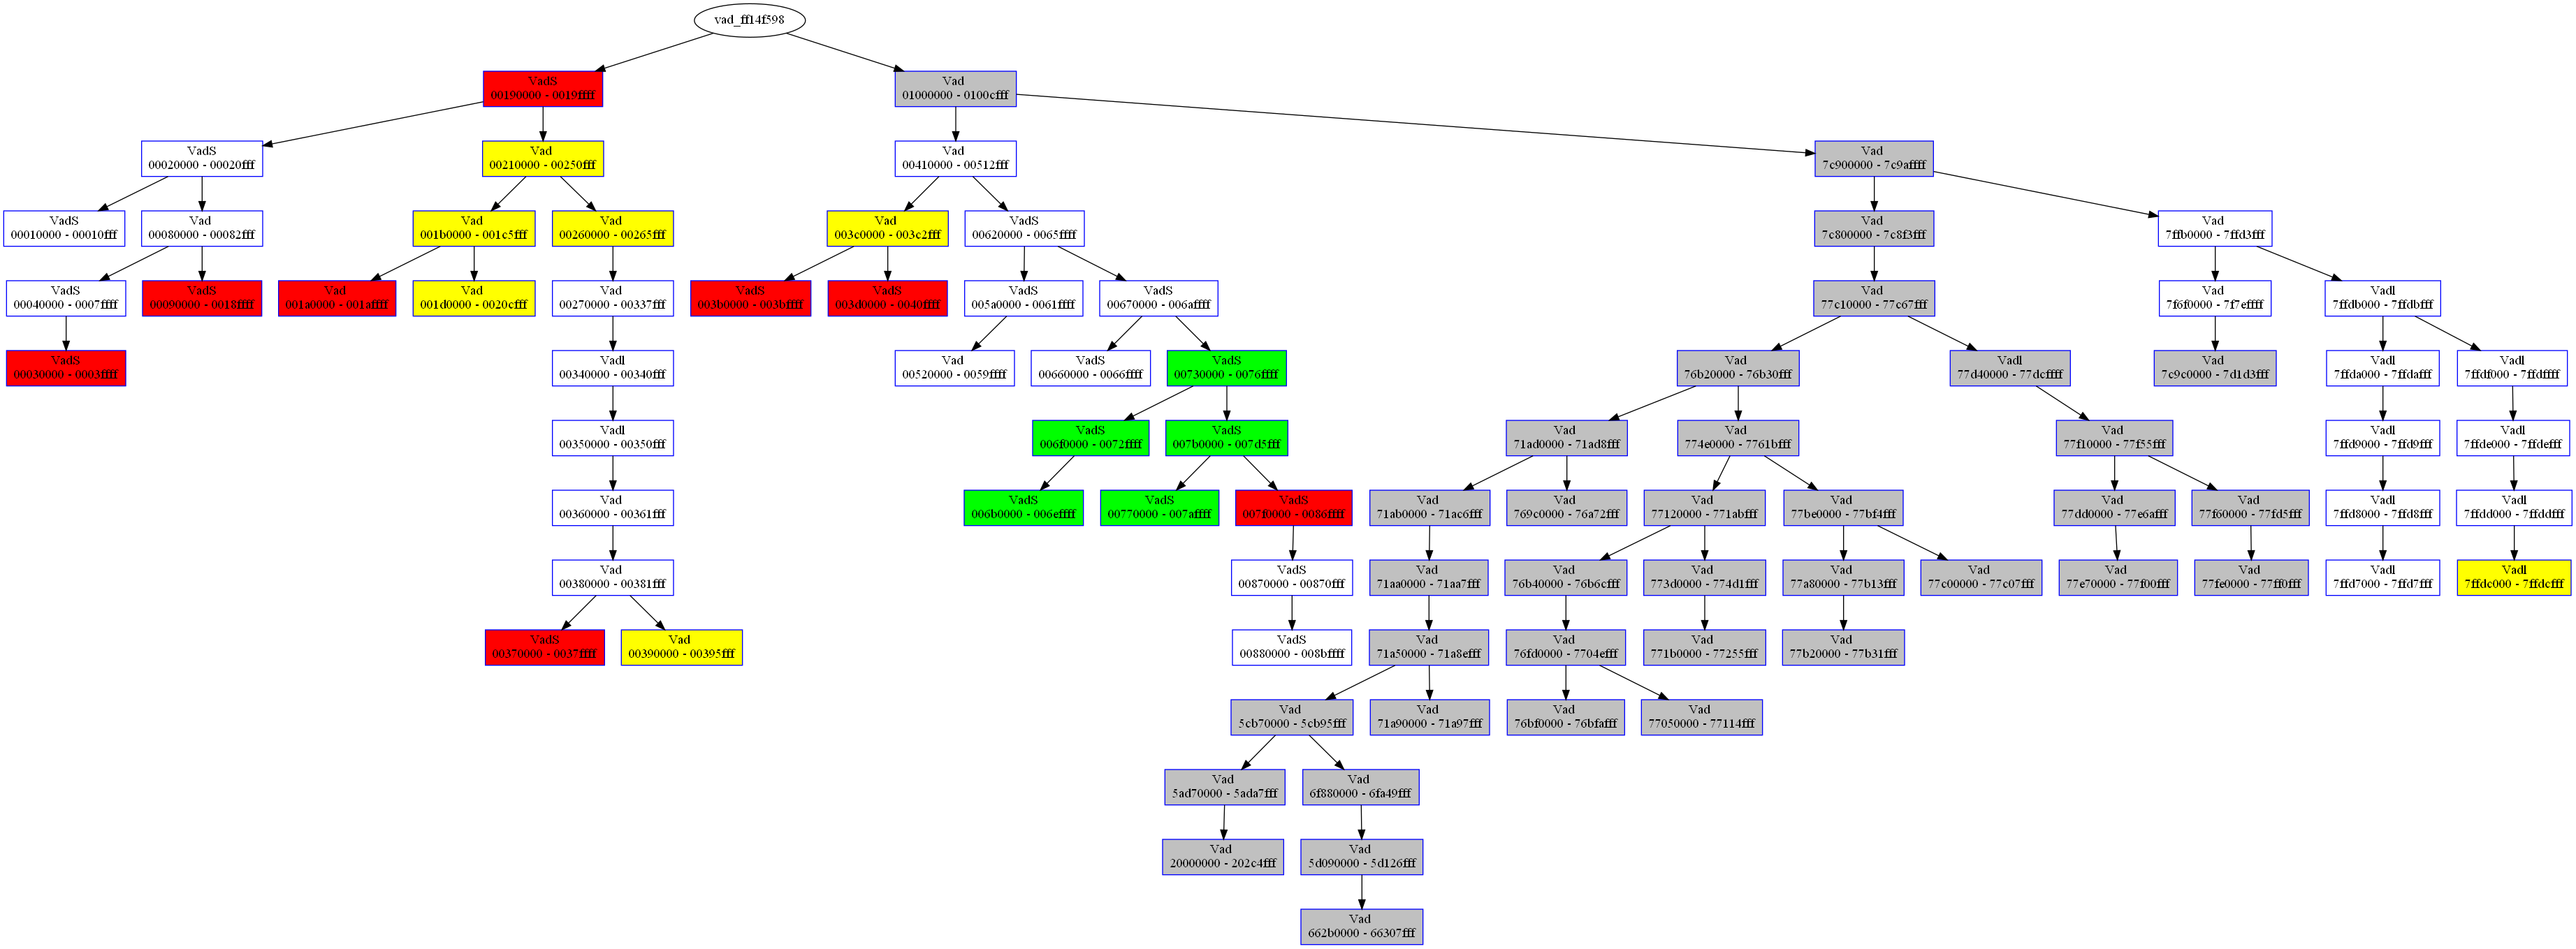 vad_ff14f598
VadS
00190000 - 0019ffff
Vad
01000000 - 0100cfff
VadS
00020000 - 00020fff
Vad
00210000 - 00250fff
Vad
00410000 - 00512fff
Vad
7c900000 - 7c9affff
VadS
00010000 - 00010fff
Vad
00080000 - 00082fff
Vad
001b0000 - 001c5fff
Vad
00260000 - 00265fff
Vad
003c0000 - 003c2fff
VadS
00620000 - 0065ffff
Vad
7c800000 - 7c8f3fff
Vad
7ffb0000 - 7ffd3fff
VadS
00040000 - 0007ffff
VadS
00090000 - 0018ffff
Vad
001a0000 - 001affff
Vad
001d0000 - 0020cfff
Vad
00270000 - 00337fff
VadS
003b0000 - 003bffff
VadS
003d0000 - 0040ffff
VadS
005a0000 - 0061ffff
VadS
00670000 - 006affff
Vad
77c10000 - 77c67fff
Vad
7f6f0000 - 7f7effff
Vadl
7ffdb000 - 7ffdbfff
VadS
00030000 - 0003ffff
Vadl
00340000 - 00340fff
Vad
00520000 - 0059ffff
VadS
00660000 - 0066ffff
VadS
00730000 - 0076ffff
Vad
76b20000 - 76b30fff
Vadl
77d40000 - 77dcffff
Vad
7c9c0000 - 7d1d3fff
Vadl
7ffda000 - 7ffdafff
Vadl
7ffdf000 - 7ffdffff
Vadl
00350000 - 00350fff
VadS
006f0000 - 0072ffff
VadS
007b0000 - 007d5fff
Vad
71ad0000 - 71ad8fff
Vad
774e0000 - 7761bfff
Vad
77f10000 - 77f55fff
Vadl
7ffd9000 - 7ffd9fff
Vadl
7ffde000 - 7ffdefff
Vad
00360000 - 00361fff
VadS
006b0000 - 006effff
VadS
00770000 - 007affff
VadS
007f0000 - 0086ffff
Vad
71ab0000 - 71ac6fff
Vad
769c0000 - 76a72fff
Vad
77120000 - 771abfff
Vad
77be0000 - 77bf4fff
Vad
77dd0000 - 77e6afff
Vad
77f60000 - 77fd5fff
Vadl
7ffd8000 - 7ffd8fff
Vadl
7ffdd000 - 7ffddfff
Vad
00380000 - 00381fff
VadS
00870000 - 00870fff
Vad
71aa0000 - 71aa7fff
Vad
76b40000 - 76b6cfff
Vad
773d0000 - 774d1fff
Vad
77a80000 - 77b13fff
Vad
77c00000 - 77c07fff
Vad
77e70000 - 77f00fff
Vad
77fe0000 - 77ff0fff
Vadl
7ffd7000 - 7ffd7fff
Vadl
7ffdc000 - 7ffdcfff
VadS
00370000 - 0037ffff
Vad
00390000 - 00395fff
VadS
00880000 - 008bffff
Vad
71a50000 - 71a8efff
Vad
76fd0000 - 7704efff
Vad
771b0000 - 77255fff
Vad
77b20000 - 77b31fff
Vad
5cb70000 - 5cb95fff
Vad
71a90000 - 71a97fff
Vad
76bf0000 - 76bfafff
Vad
77050000 - 77114fff
Vad
5ad70000 - 5ada7fff
Vad
6f880000 - 6fa49fff
Vad
20000000 - 202c4fff
Vad
5d090000 - 5d126fff
Vad
662b0000 - 66307fff